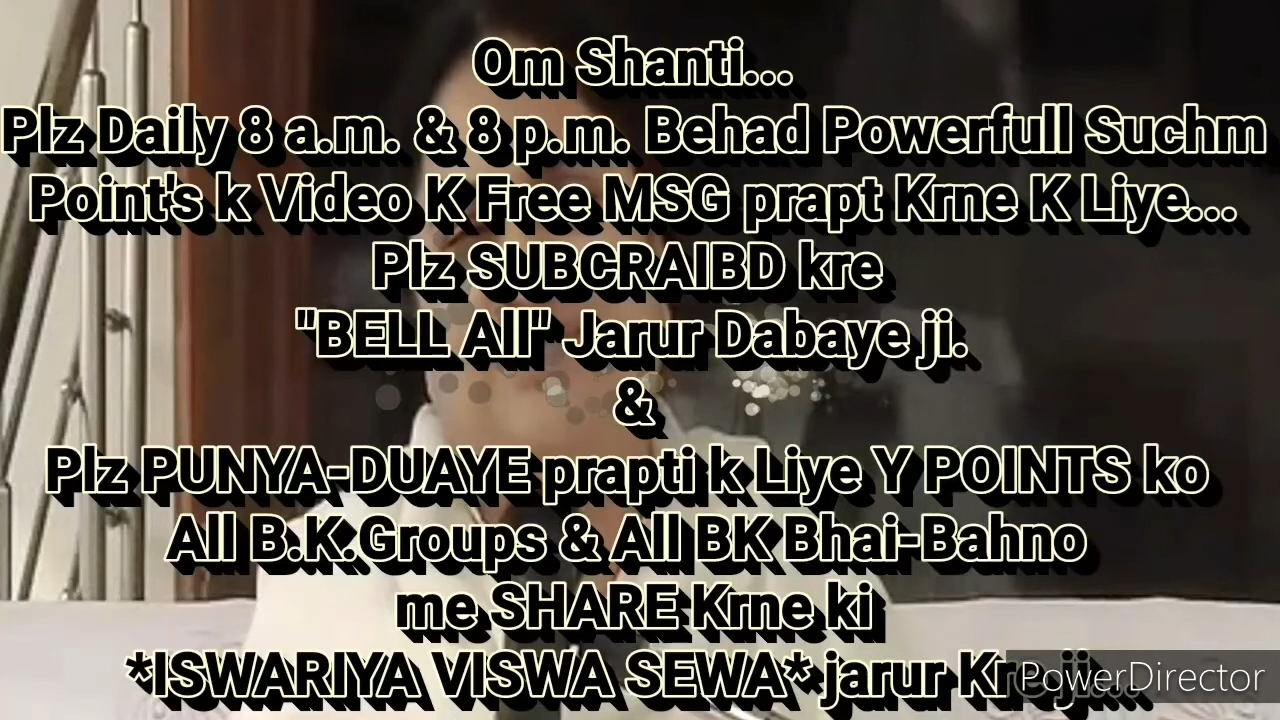 Om Shanti...
Plz Daily 8 a.m. & 8 p.m. Behad Powerfull Suchm
Point's k Video K Free MSG prapt Krne K Liye...
Plz SUBCRAIBD kre
"BELL All" Jarur Dabaye ji.
&
Plz PUNYA-DUAYE prapti k Liye Y POINTS ko
All B.K.Groups & All BK Bhai-Bahno
me SHARE Krne ki
*ISWARIYA VISWA SEWA* jarur Kre ji...
PowerDirector